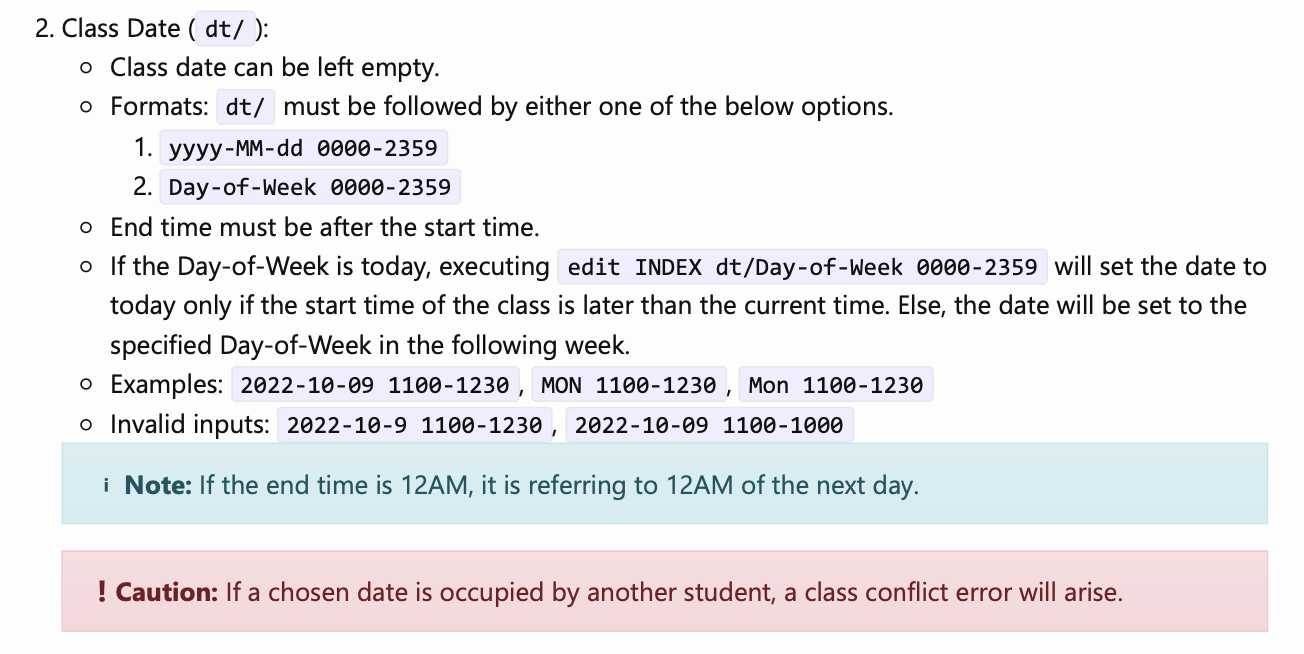 2. Class Date ( dt/ ):
○ Class date can be left empty.
○ Formats: dt/ must be followed by either one of the below options.
1. yyyy-MM-dd 0000-2359
2. Day-of-Week 0000-2359
○ End time must be after the start time.
○ If the Day-of-Week is today, executing edit INDEX dt/Day-of-Week 0000-2359 will set the date to
today only if the start time of the class is later than the current time. Else, the date will be set to the
specified Day-of-Week in the following week.
○ Examples: 2022-10-09 1100-1230 , MON 1100-1230 , Mon 1100-1230
○ Invalid inputs: 2022-10-9 1100-1230 , 2022-10-09 1100-1000
i Note: If the end time is 12AM, it is referring to 12AM of the next day.
! Caution: If a chosen date is occupied by another student, a class conflict error will arise.